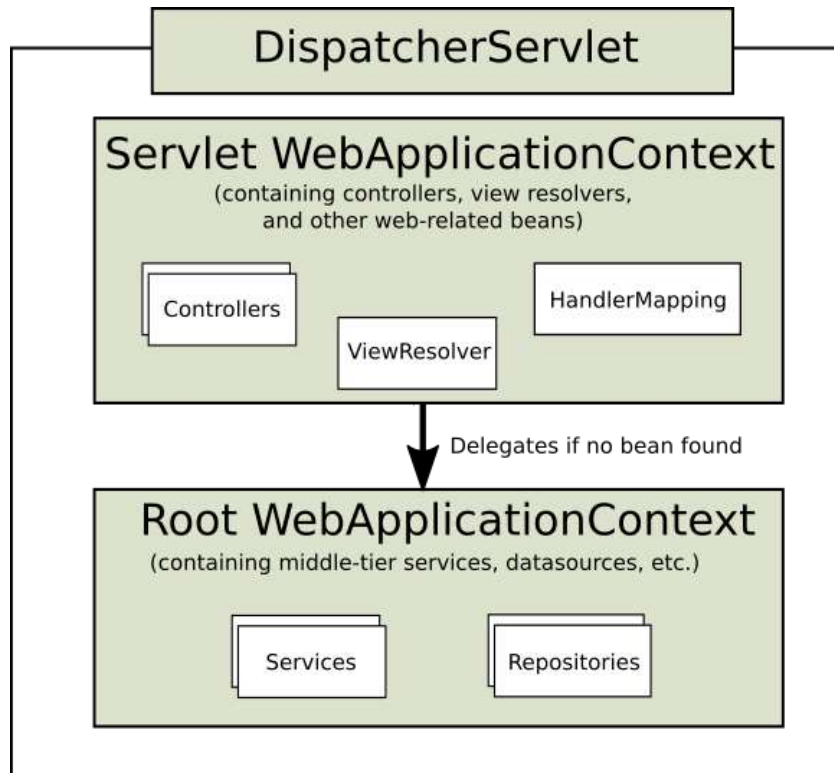 DispatcherServlet
Servlet WebApplicationContext
(containing controllers, view resolvers,
and other web-related beans)
Controllers
HandlerMapping
ViewResolver
Delegates if no bean found
Root WebApplicationContext
(containing middle-tier services, datasources, etc.)
Services
Repositories